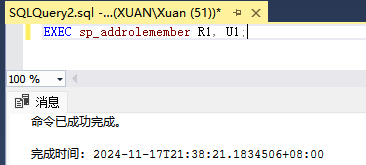 SQLQuery2.sql -...(XUAN\Xuan (51))*
EXEC sp_addrolemember R1, U1;
100 %
消息
命令已成功完成。
完成时间: 2024-11-17T21:38:21.1834506+08:00